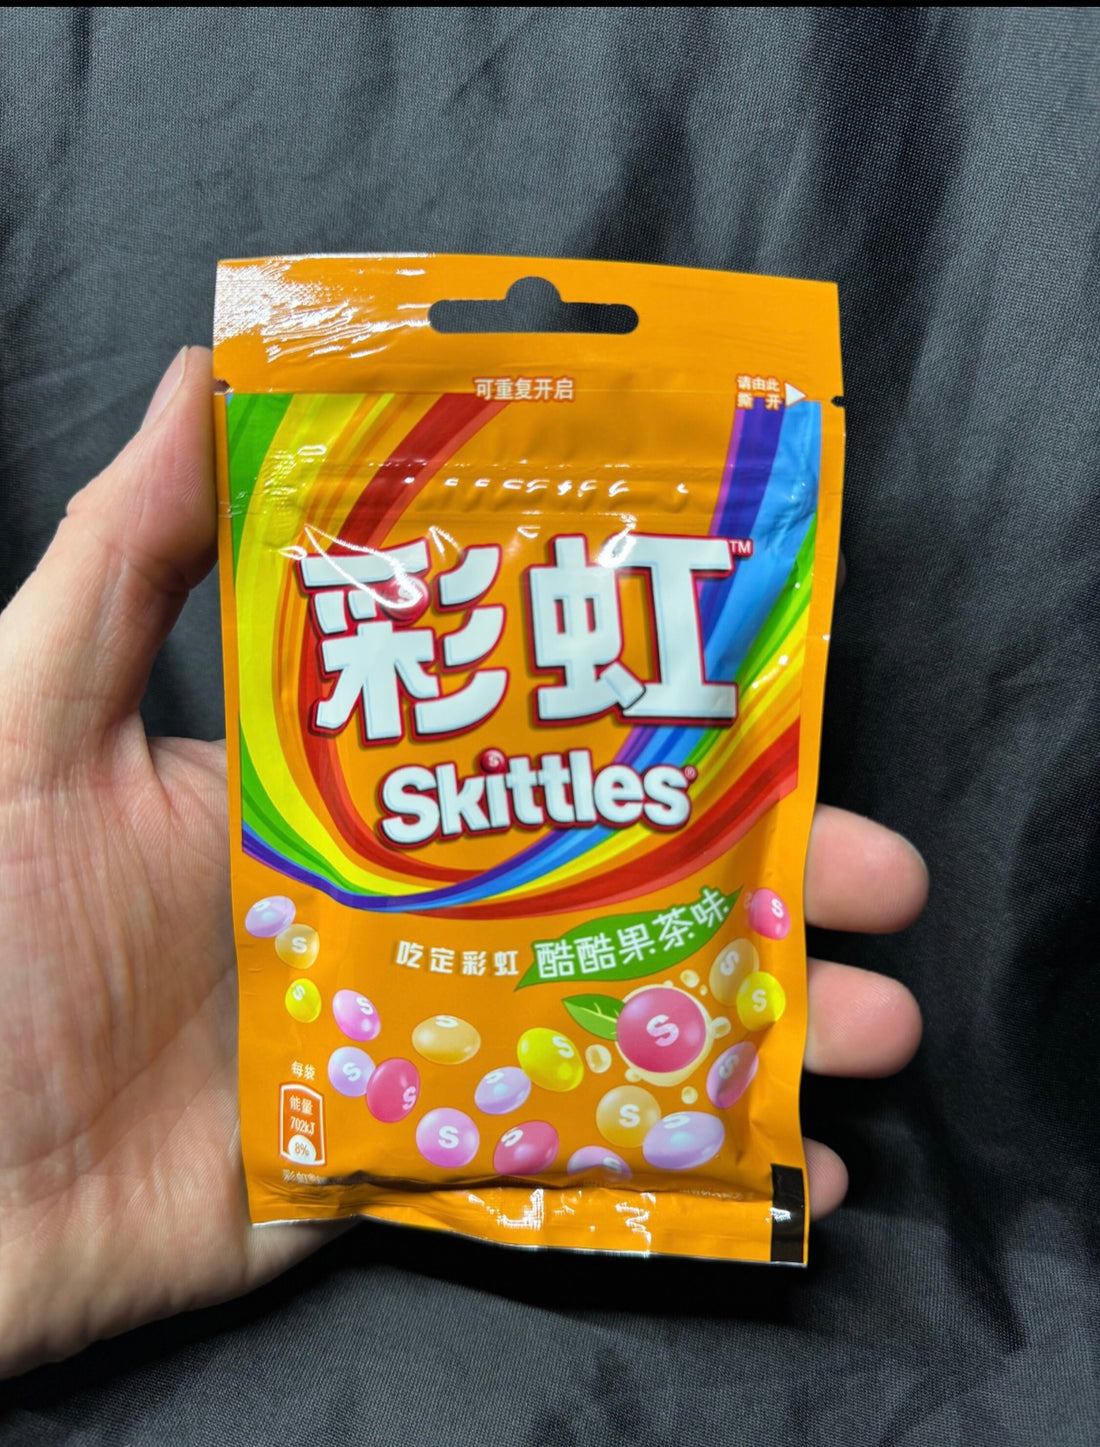 可重复开启
请由此
撕开
彩虹™
Skittles®
吃定彩虹 酷酷果茶味
每袋
能量
702kJ
8%